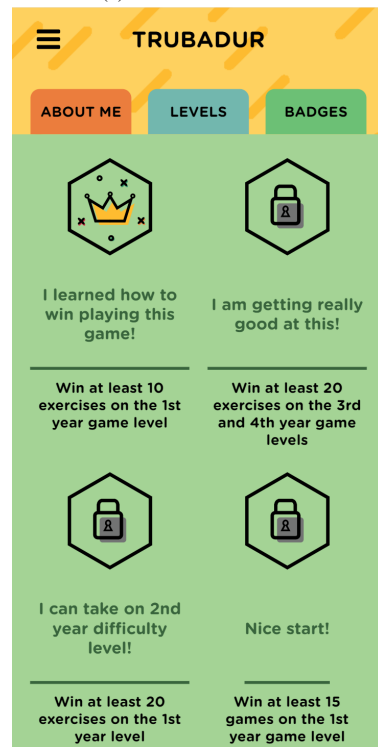 TRUBADUR
ABOUT ME
LEVELS
BADGES
I learned how to
win playing this
game!
Win at least 10
exercises on the 1st
year game level
I am getting really
good at this!
Win at least 20
exercises on the 3rd
and 4th year game
levels
I can take on 2nd
year difficulty
level!
Win at least 20
exercises on the 1st
year level
Nice start!
Win at least 15
games on the 1st
year game level